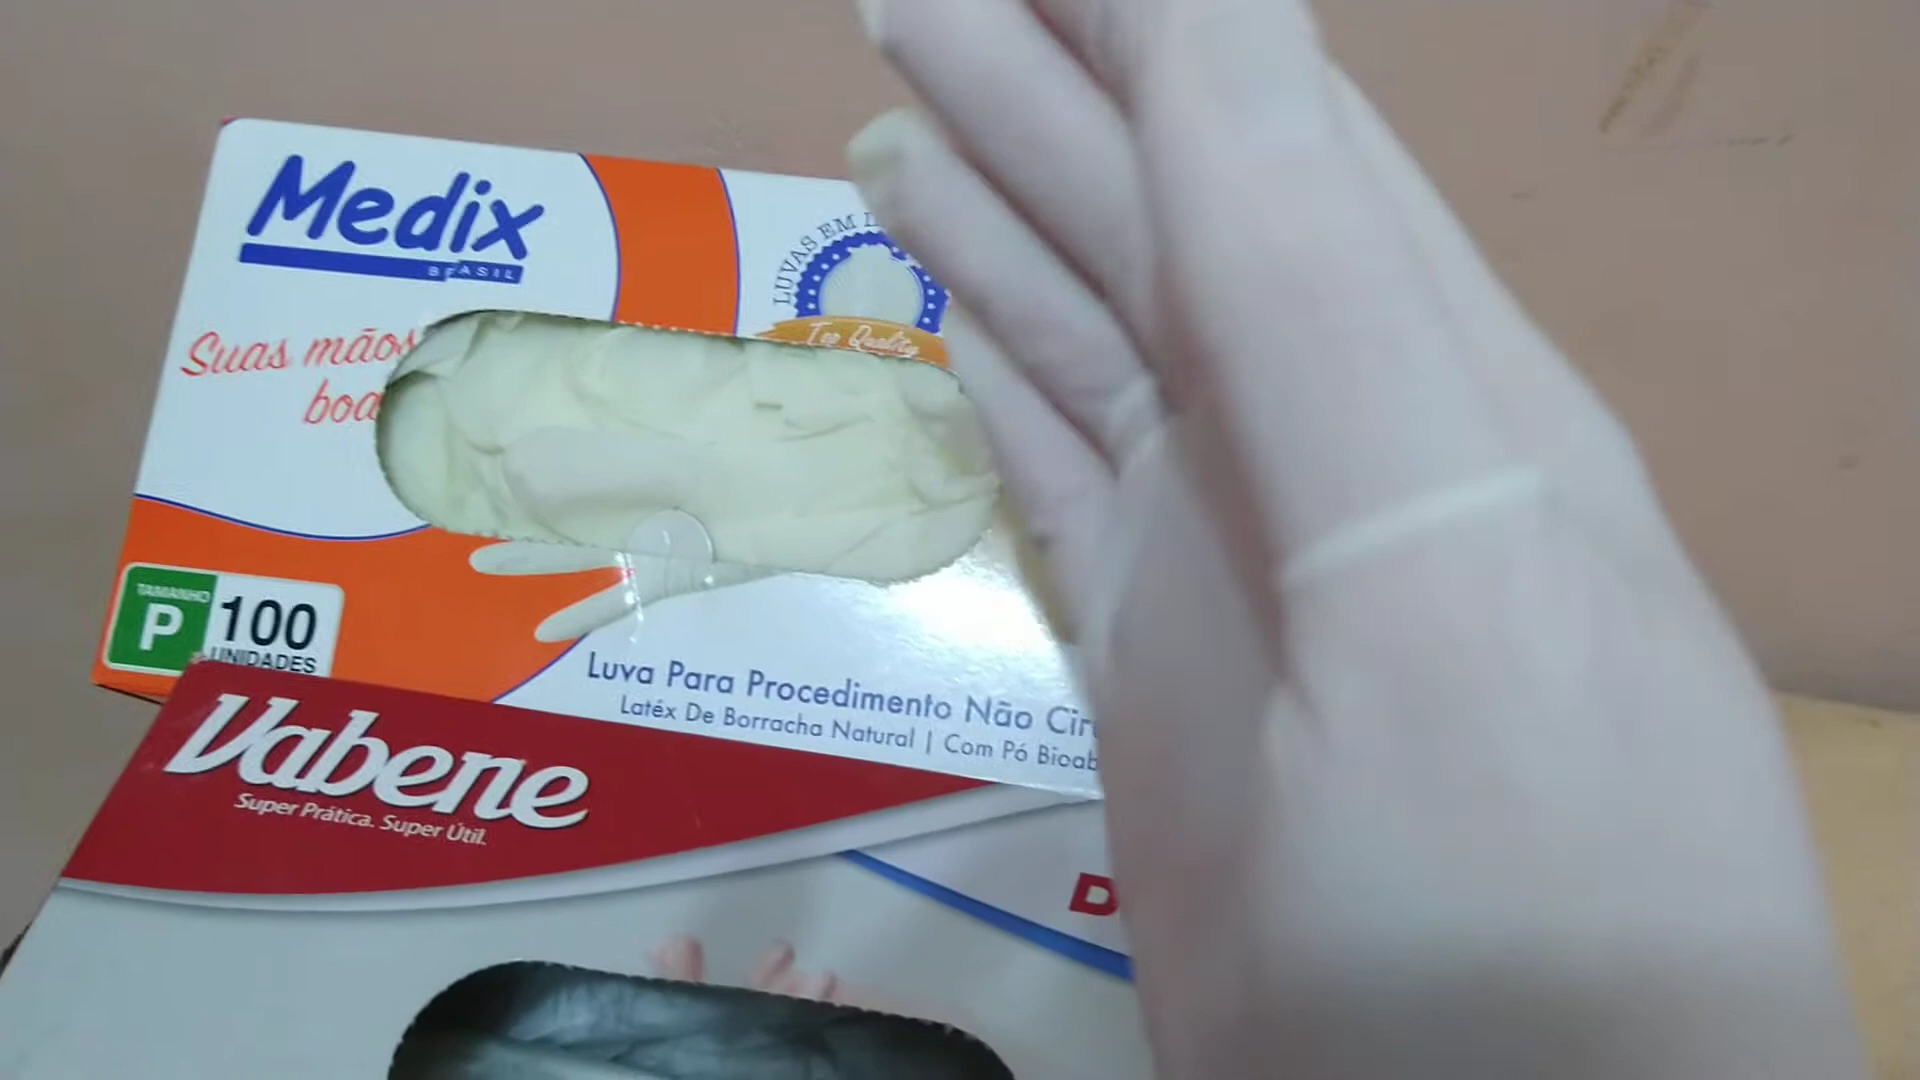 Medix
BRASIL
LUVAS EM
Top Quality
Suas mãos
boa
TAMANHO
P
100
UNIDADES
Luva Para Procedimento Não Cir
Latéx De Borracha Natural | Com Pó Bioab
Vabene
Super Prática. Super Útil.
D